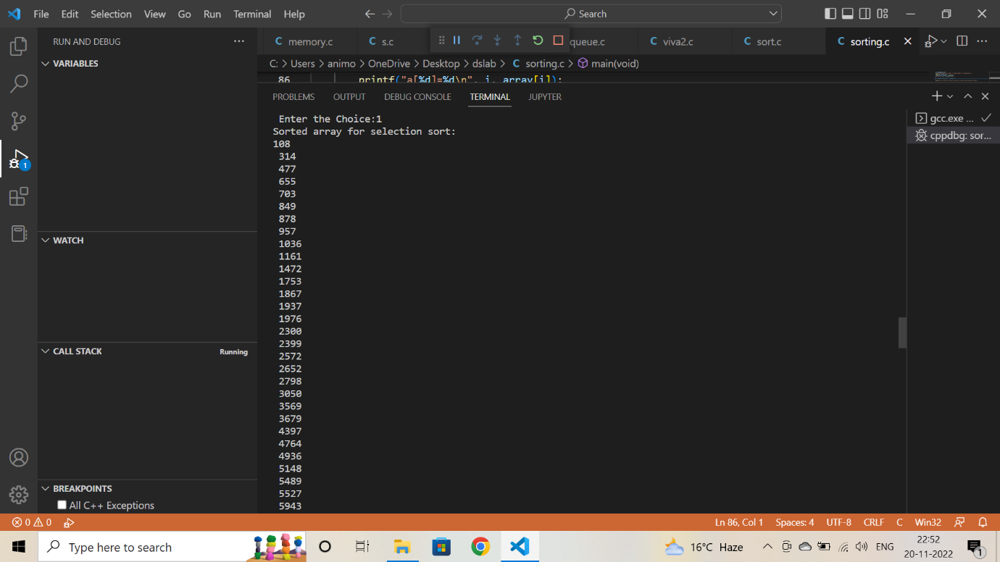 File Edit Selection View Go Run Terminal Help Search
RUN AND DEBUG
memory.c s.c queue.c viva2.c sort.c sorting.c
VARIABLES
C: > Users > animo > OneDrive > Desktop > dslab > C sorting.c > main(void)
86 printf("a[%d]=%d\n", i, array[i]);
PROBLEMS OUTPUT DEBUG CONSOLE TERMINAL JUPYTER
Enter the Choice:1
Sorted array for selection sort:
108
314
477
655
703
849
878
957
1036
1161
1472
1753
1867
1937
1976
2300
2399
2572
2652
2798
3050
3569
3679
4397
4764
4936
5148
5489
5527
5943
gcc.exe ...
cppdbg: sor...
1
WATCH
CALL STACK Running
BREAKPOINTS
All C++ Exceptions
0 0 Ln 86, Col 1 Spaces: 4 UTF-8 CRLF C Win32
Type here to search 16°C Haze ENG 22:52
20-11-2022 1